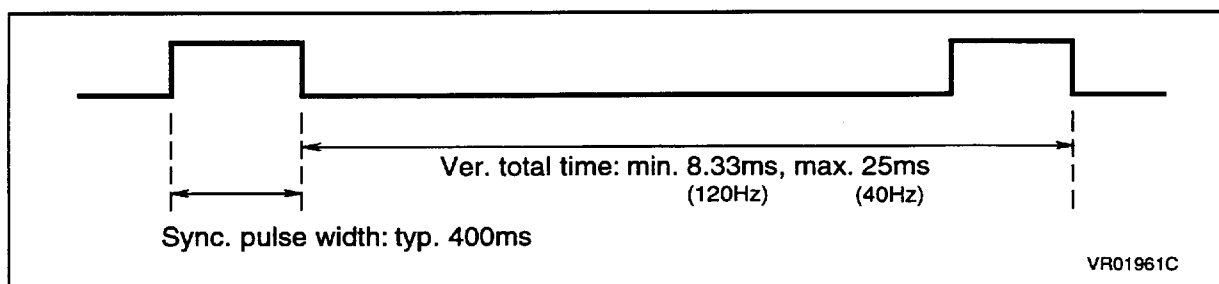 Ver. total time: min. 8.33ms, max. 25ms
(120Hz) (40Hz)
Sync. pulse width: typ. 400ms
VR01961C